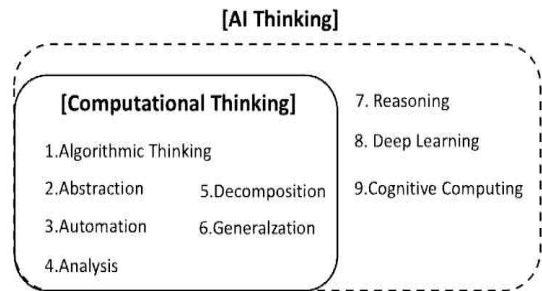 [AI Thinking]
[Computational Thinking]
1.Algorithmic Thinking
2.Abstraction
3.Automation
4.Analysis
5.Decomposition
6.Generalzation
7. Reasoning
8. Deep Learning
9.Cognitive Computing